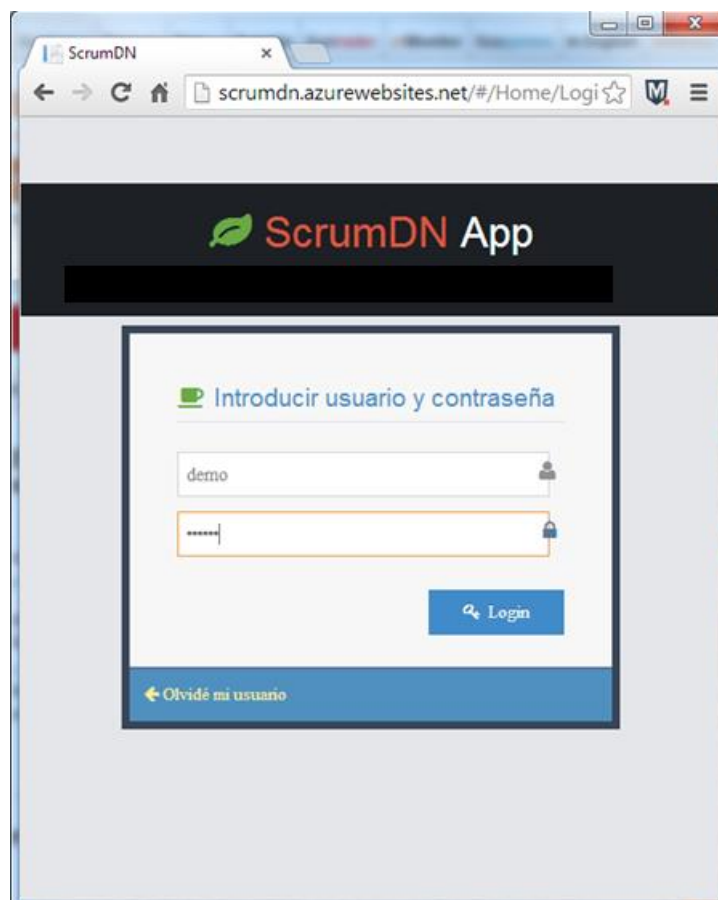 ScrumDN
scrumdn.azurewebsites.net/#/Home/Logi
ScrumDN App
Introducir usuario y contraseña
demo
••••••
Login
Olvidé mi usuario